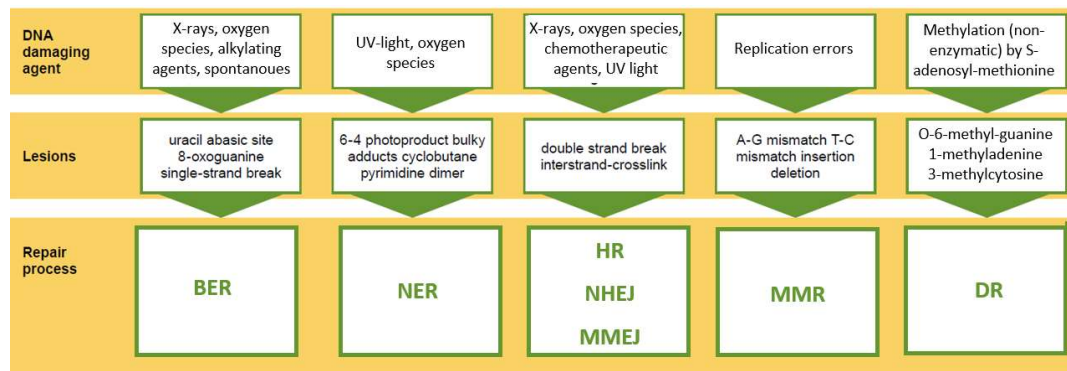 DNA
damaging
agent
X-rays, oxygen
species, alkylating
agents, spontanoues
UV-light, oxygen
species
X-rays, oxygen species,
chemotherapeutic
agents, UV light
Replication errors
Methylation (non-
enzymatic) by S-
adenosyl-methionine
Lesions
uracil abasic site
8-oxoguanine
single-strand break
6-4 photoproduct bulky
adducts cyclobutane
pyrimidine dimer
double strand break
interstrand-crosslink
A-G mismatch T-C
mismatch insertion
deletion
O-6-methyl-guanine
1-methyladenine
3-methylcytosine
Repair
process
BER
NER
HR
NHEJ
MMEJ
MMR
DR